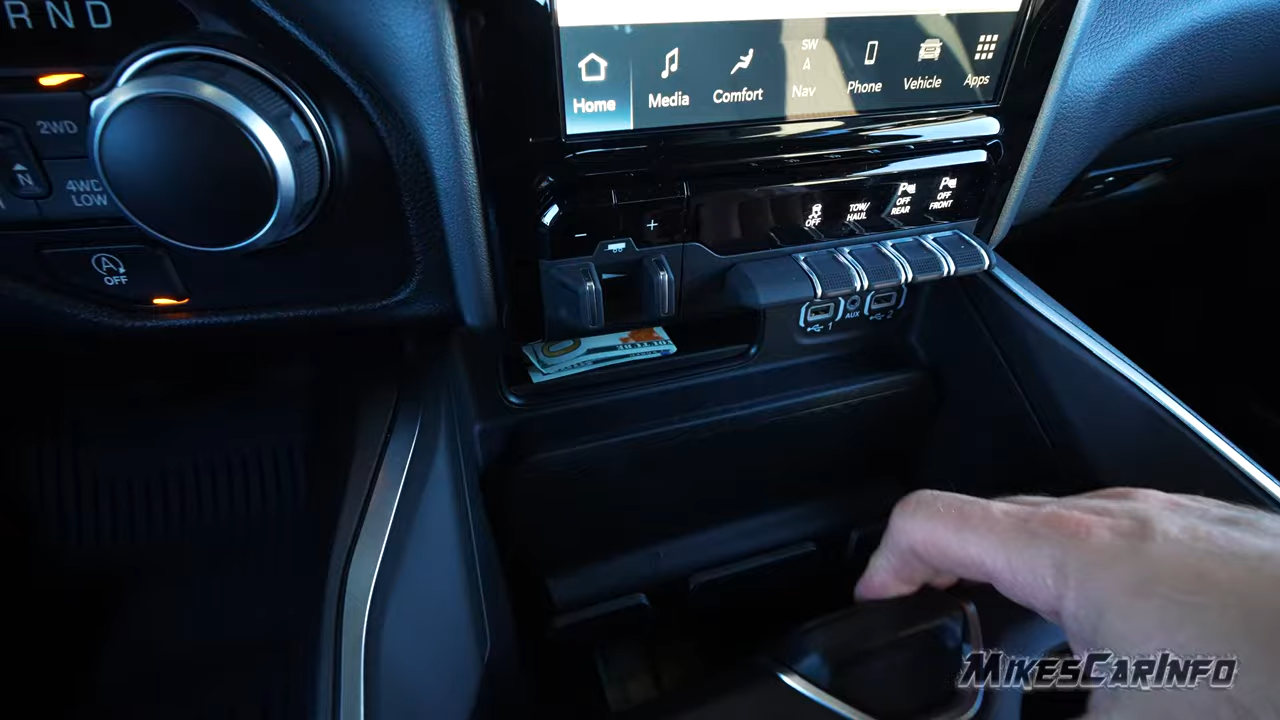 RND
2WD
N
4WD
LOW
A
OFF
Home
Media
Comfort
SW
Nav
Phone
Vehicle
Apps
- +
OFF
TOW/
HAUL
P
OFF
REAR
P
OFF
FRONT
1
AUX
2
MIKESCARINFO